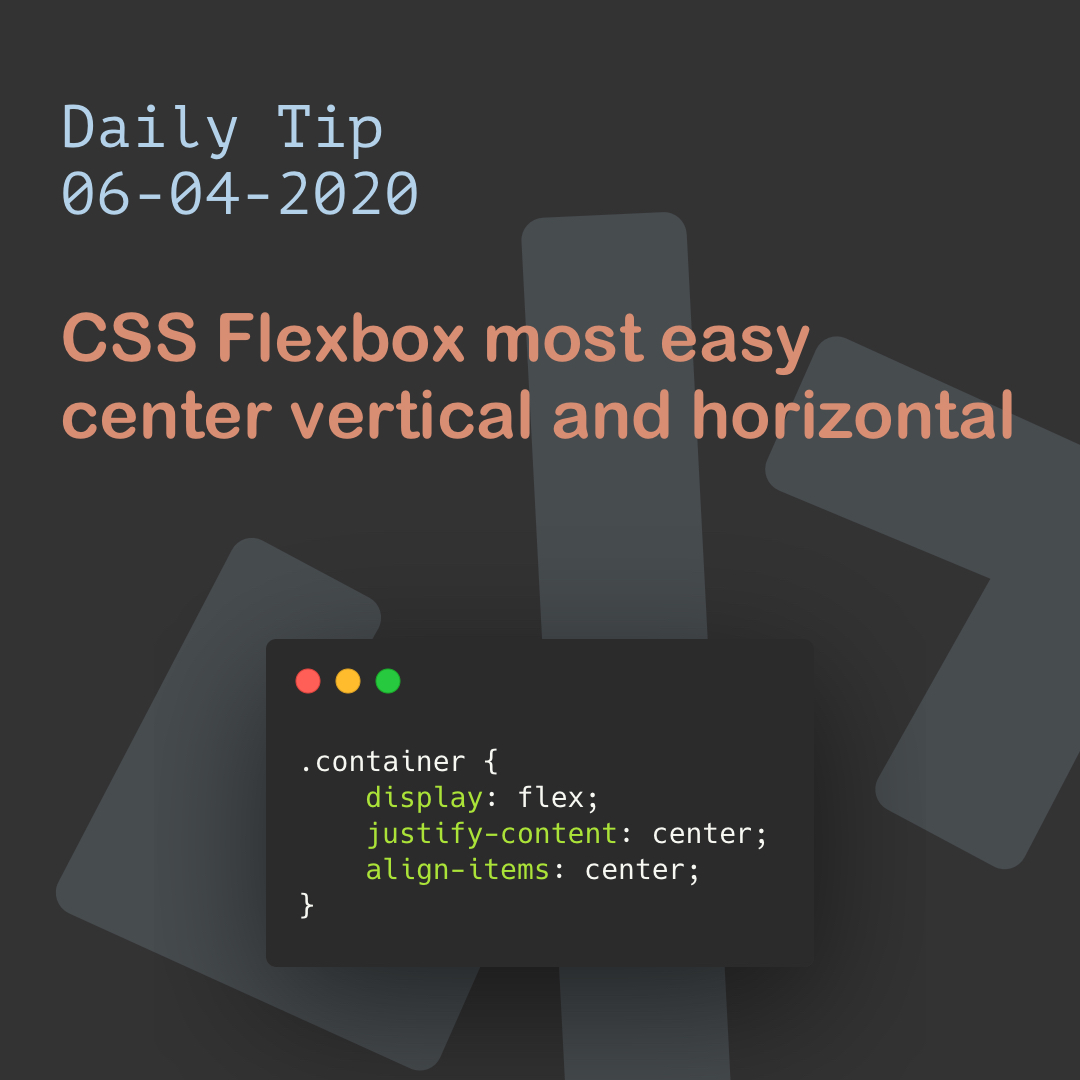 Daily Tip
06-04-2020
CSS Flexbox most easy
center vertical and horizontal
.container {
    display: flex;
    justify-content: center;
    align-items: center;
}